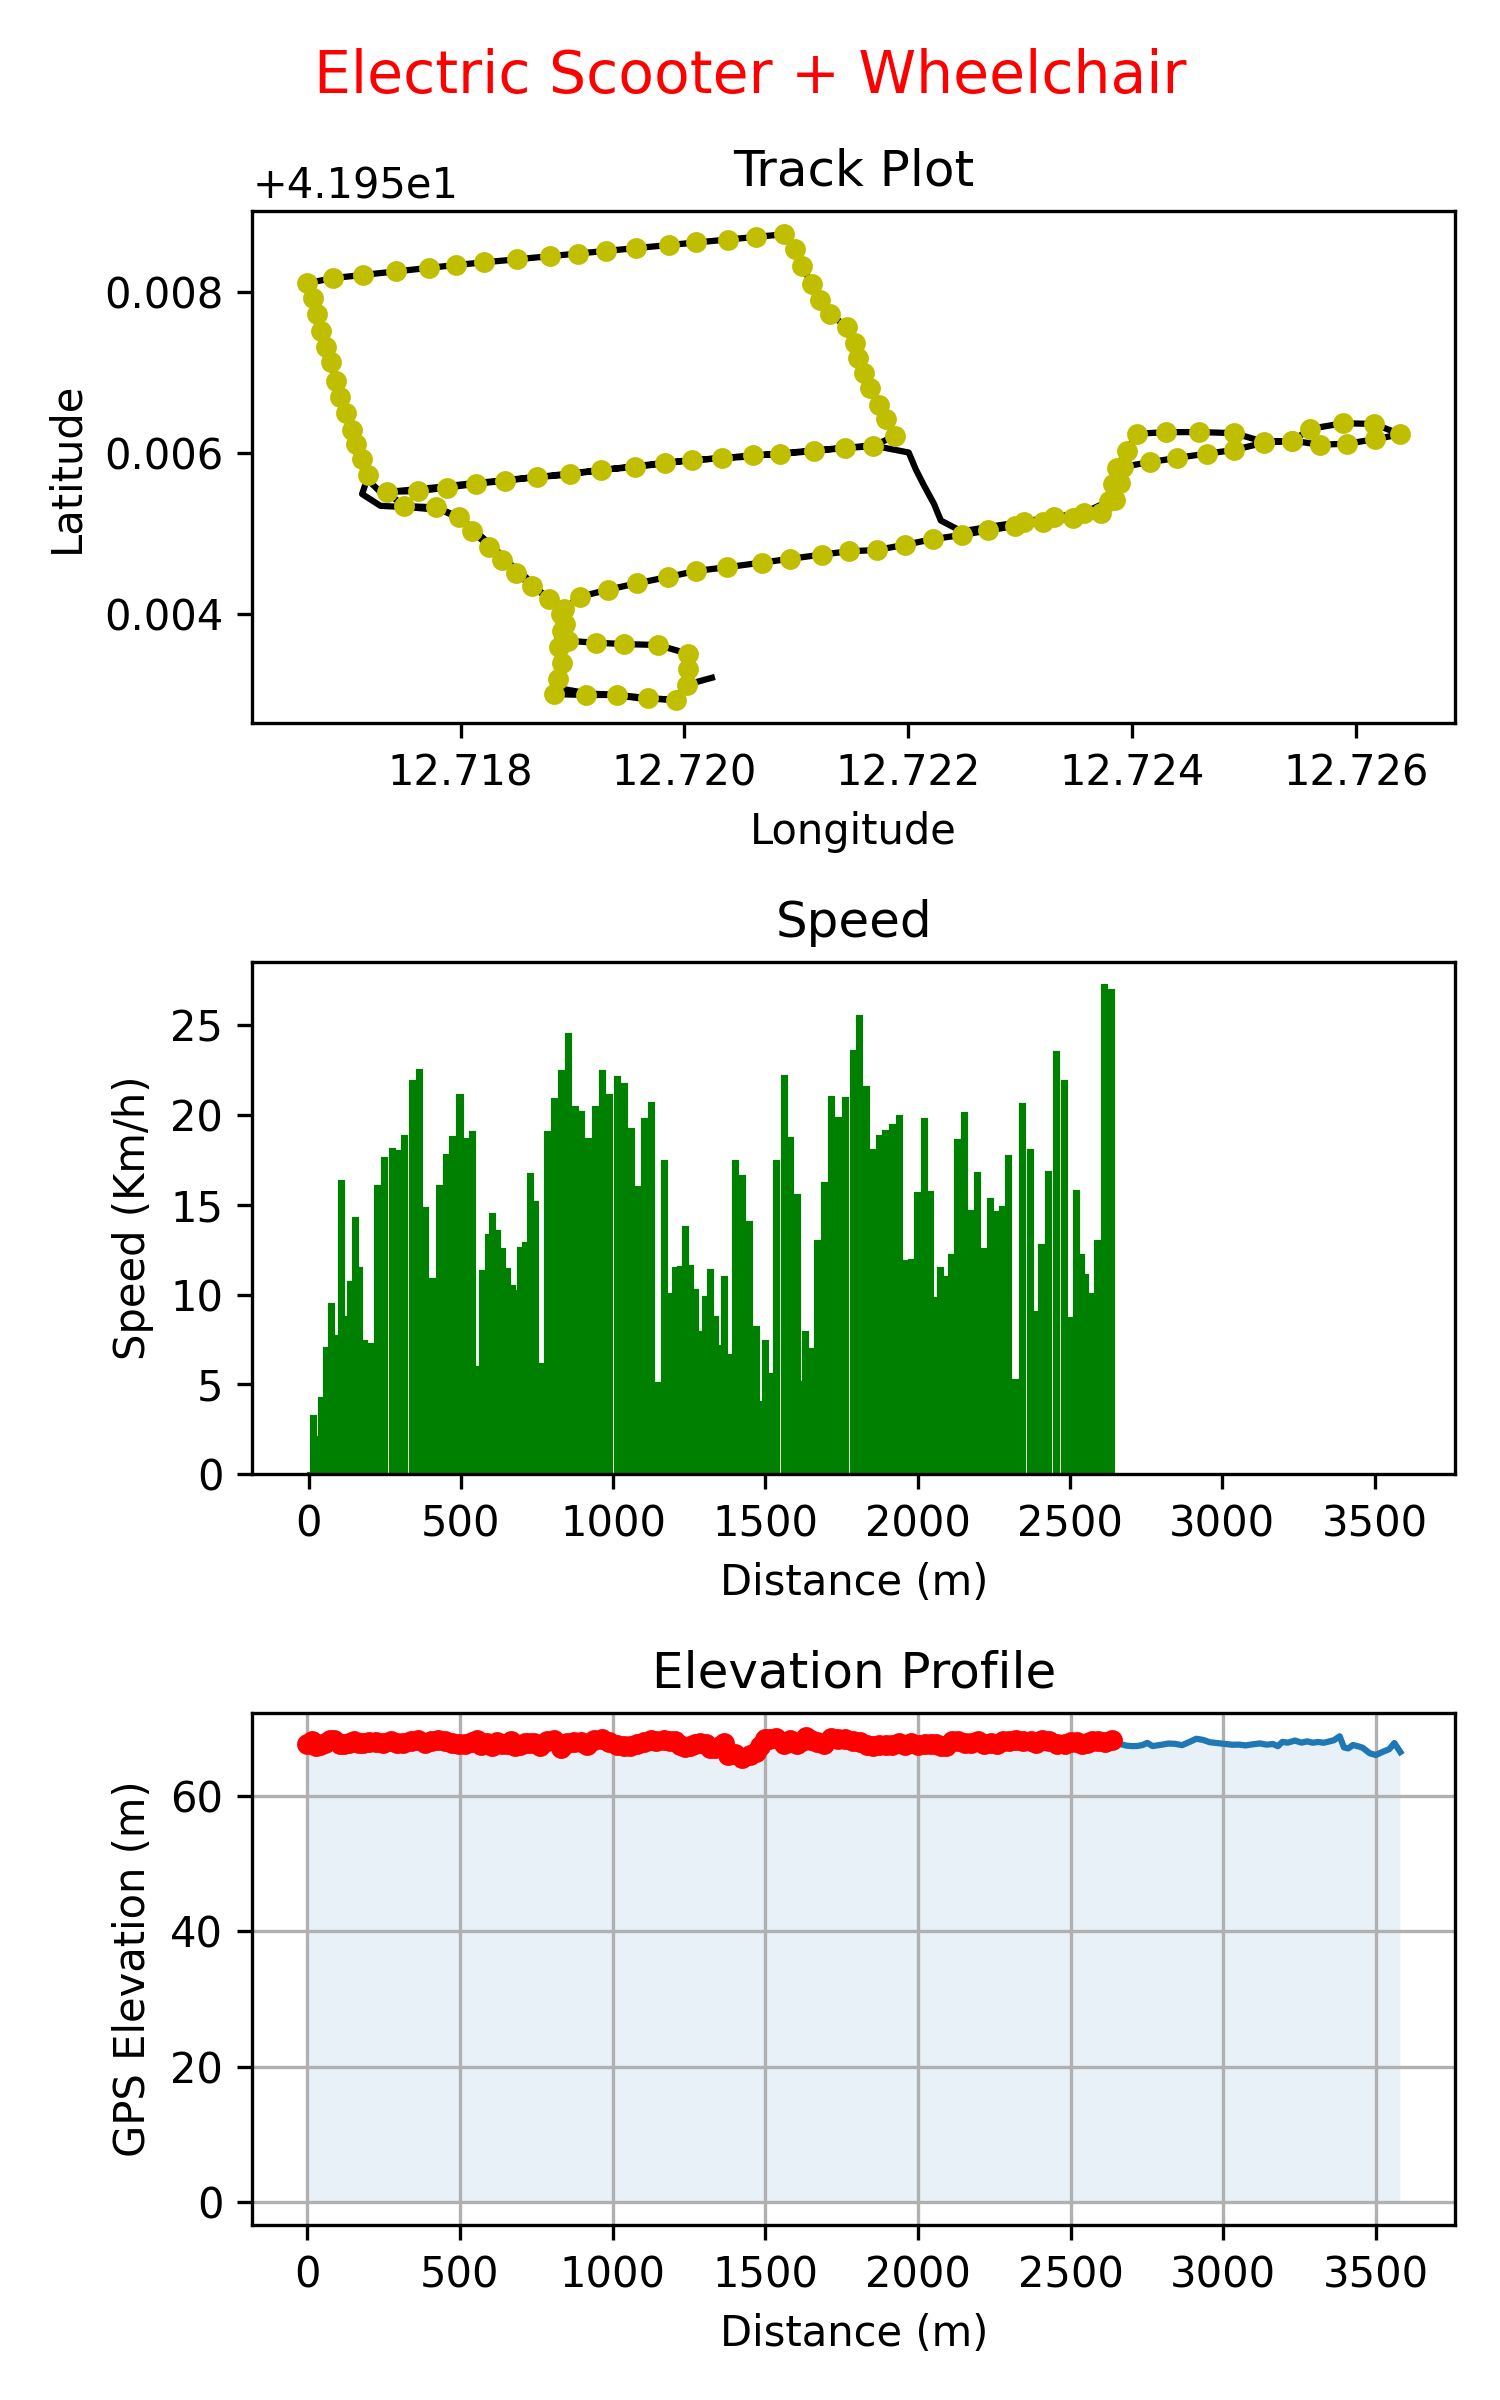 Electric Scooter + Wheelchair
Track Plot
+4.195e1
0.008
0.006
0.004
Latitude
12.718 12.720 12.722 12.724 12.726
Longitude
Speed
25
20
15
10
5
0
Speed (Km/h)
0 500 1000 1500 2000 2500 3000 3500
Distance (m)
Elevation Profile
60
40
20
0
GPS Elevation (m)
0 500 1000 1500 2000 2500 3000 3500
Distance (m)